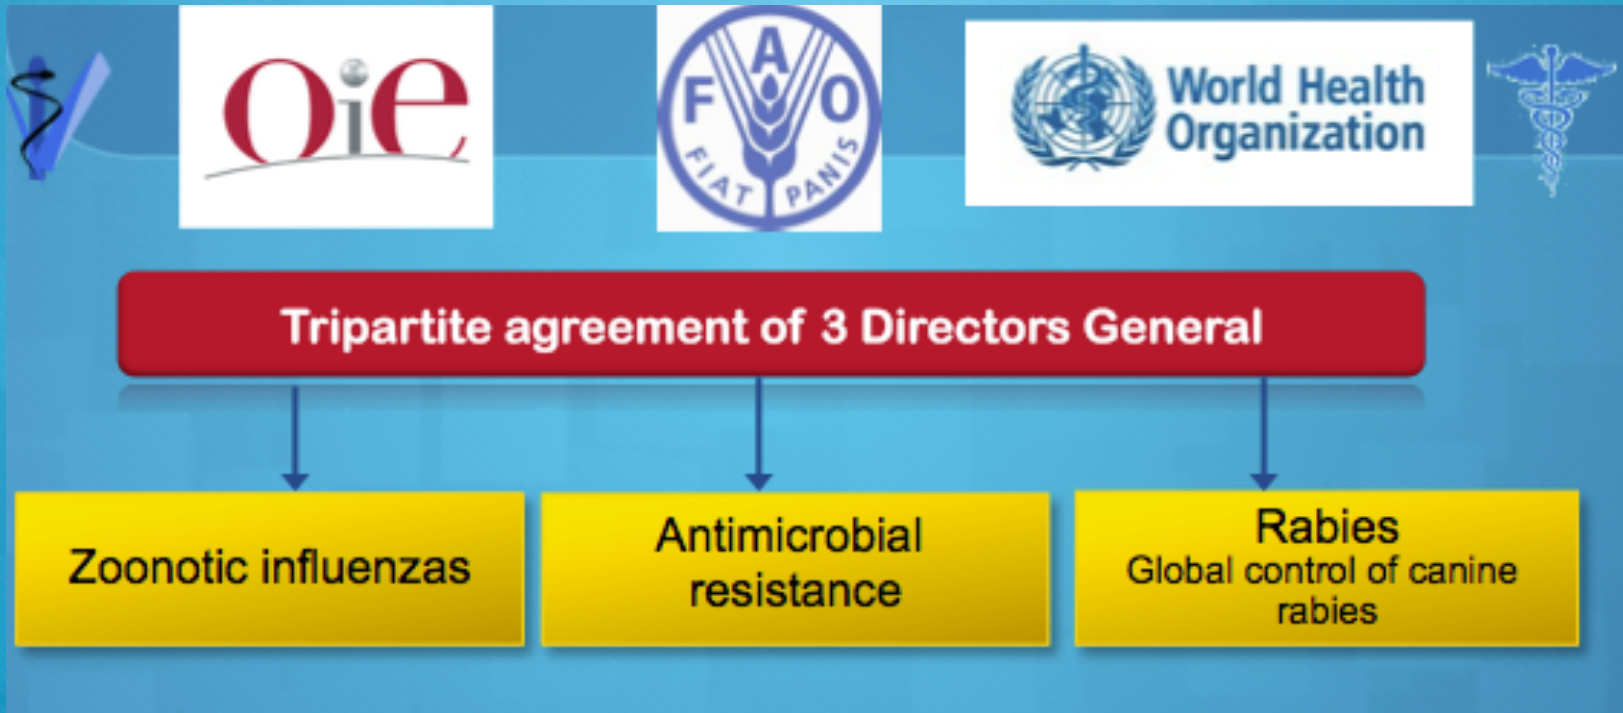 OiE
FAO
FIAT PANIS
World Health
Organization
Tripartite agreement of 3 Directors General
Zoonotic influenzas
Antimicrobial
resistance
Rabies
Global control of canine
rabies